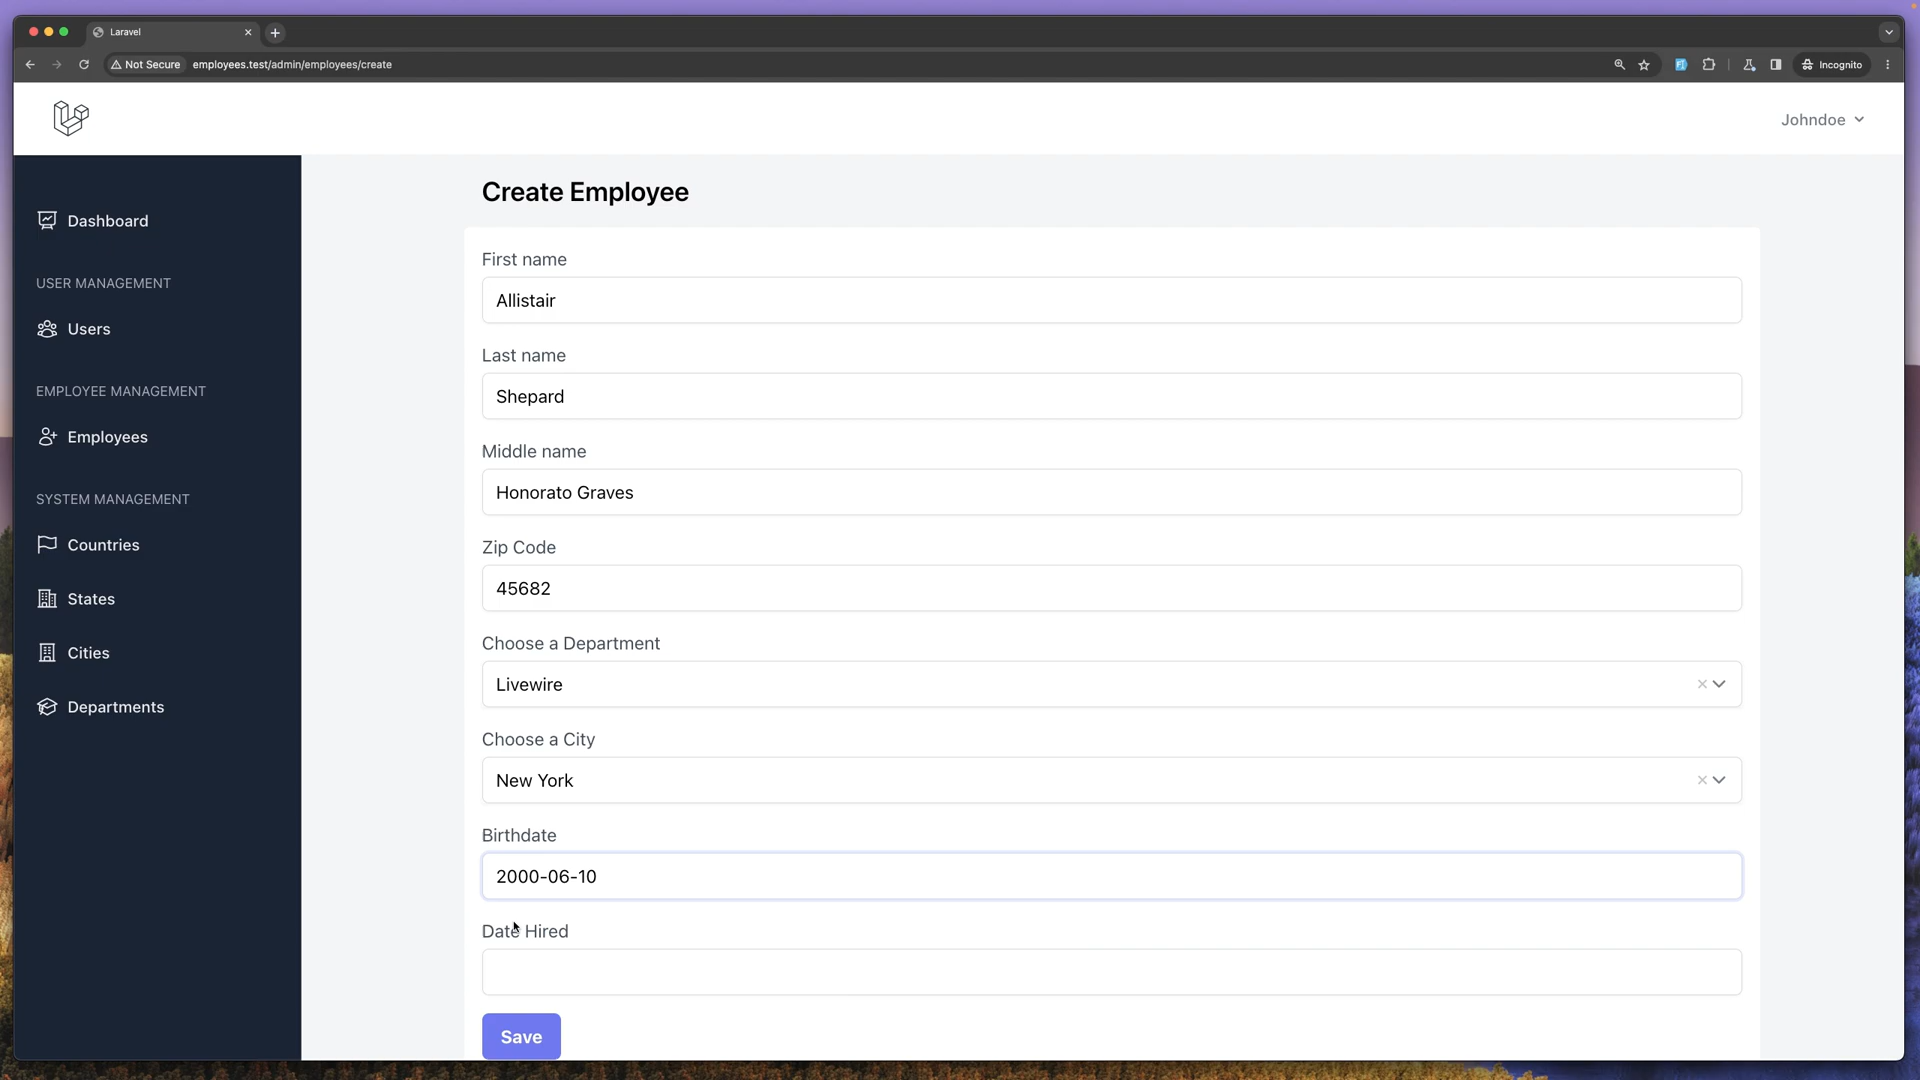 Laravel
Not Secure employees.test/admin/employees/create
Incognito
Johndoe
Dashboard
USER MANAGEMENT
Users
EMPLOYEE MANAGEMENT
Employees
SYSTEM MANAGEMENT
Countries
States
Cities
Departments
Create Employee
First name
Allistair
Last name
Shepard
Middle name
Honorato Graves
Zip Code
45682
Choose a Department
Livewire
Choose a City
New York
Birthdate
2000-06-10
Date Hired
Save